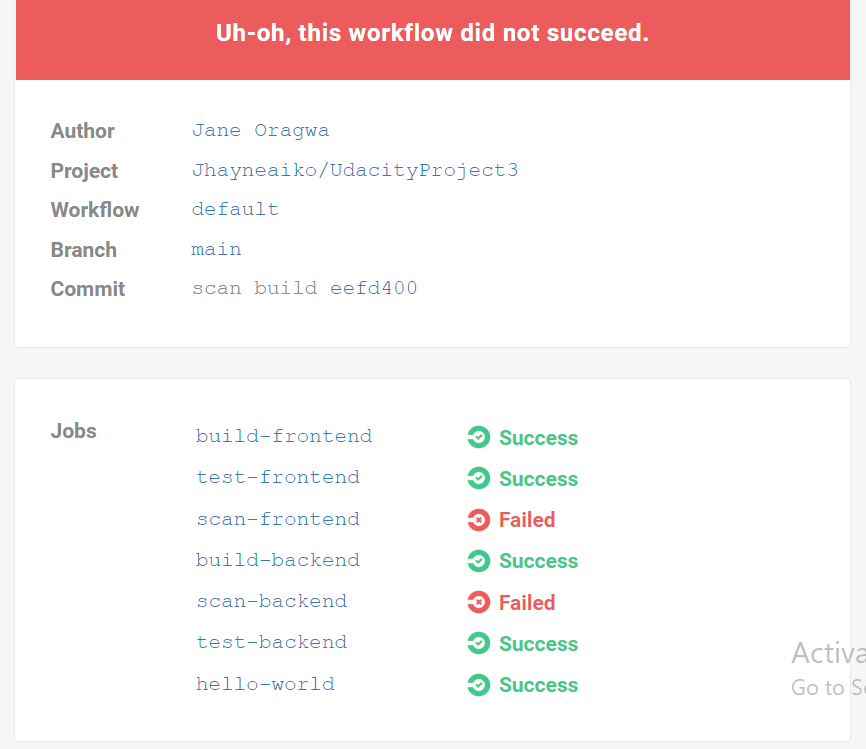 Uh-oh, this workflow did not succeed.
Author Jane Oragwa
Project Jhayneaiko/UdacityProject3
Workflow default
Branch main
Commit scan build eefd400
Jobs
build-frontend Success
test-frontend Success
scan-frontend Failed
build-backend Success
scan-backend Failed
test-backend Success
hello-world Success
Activa
Go to Se